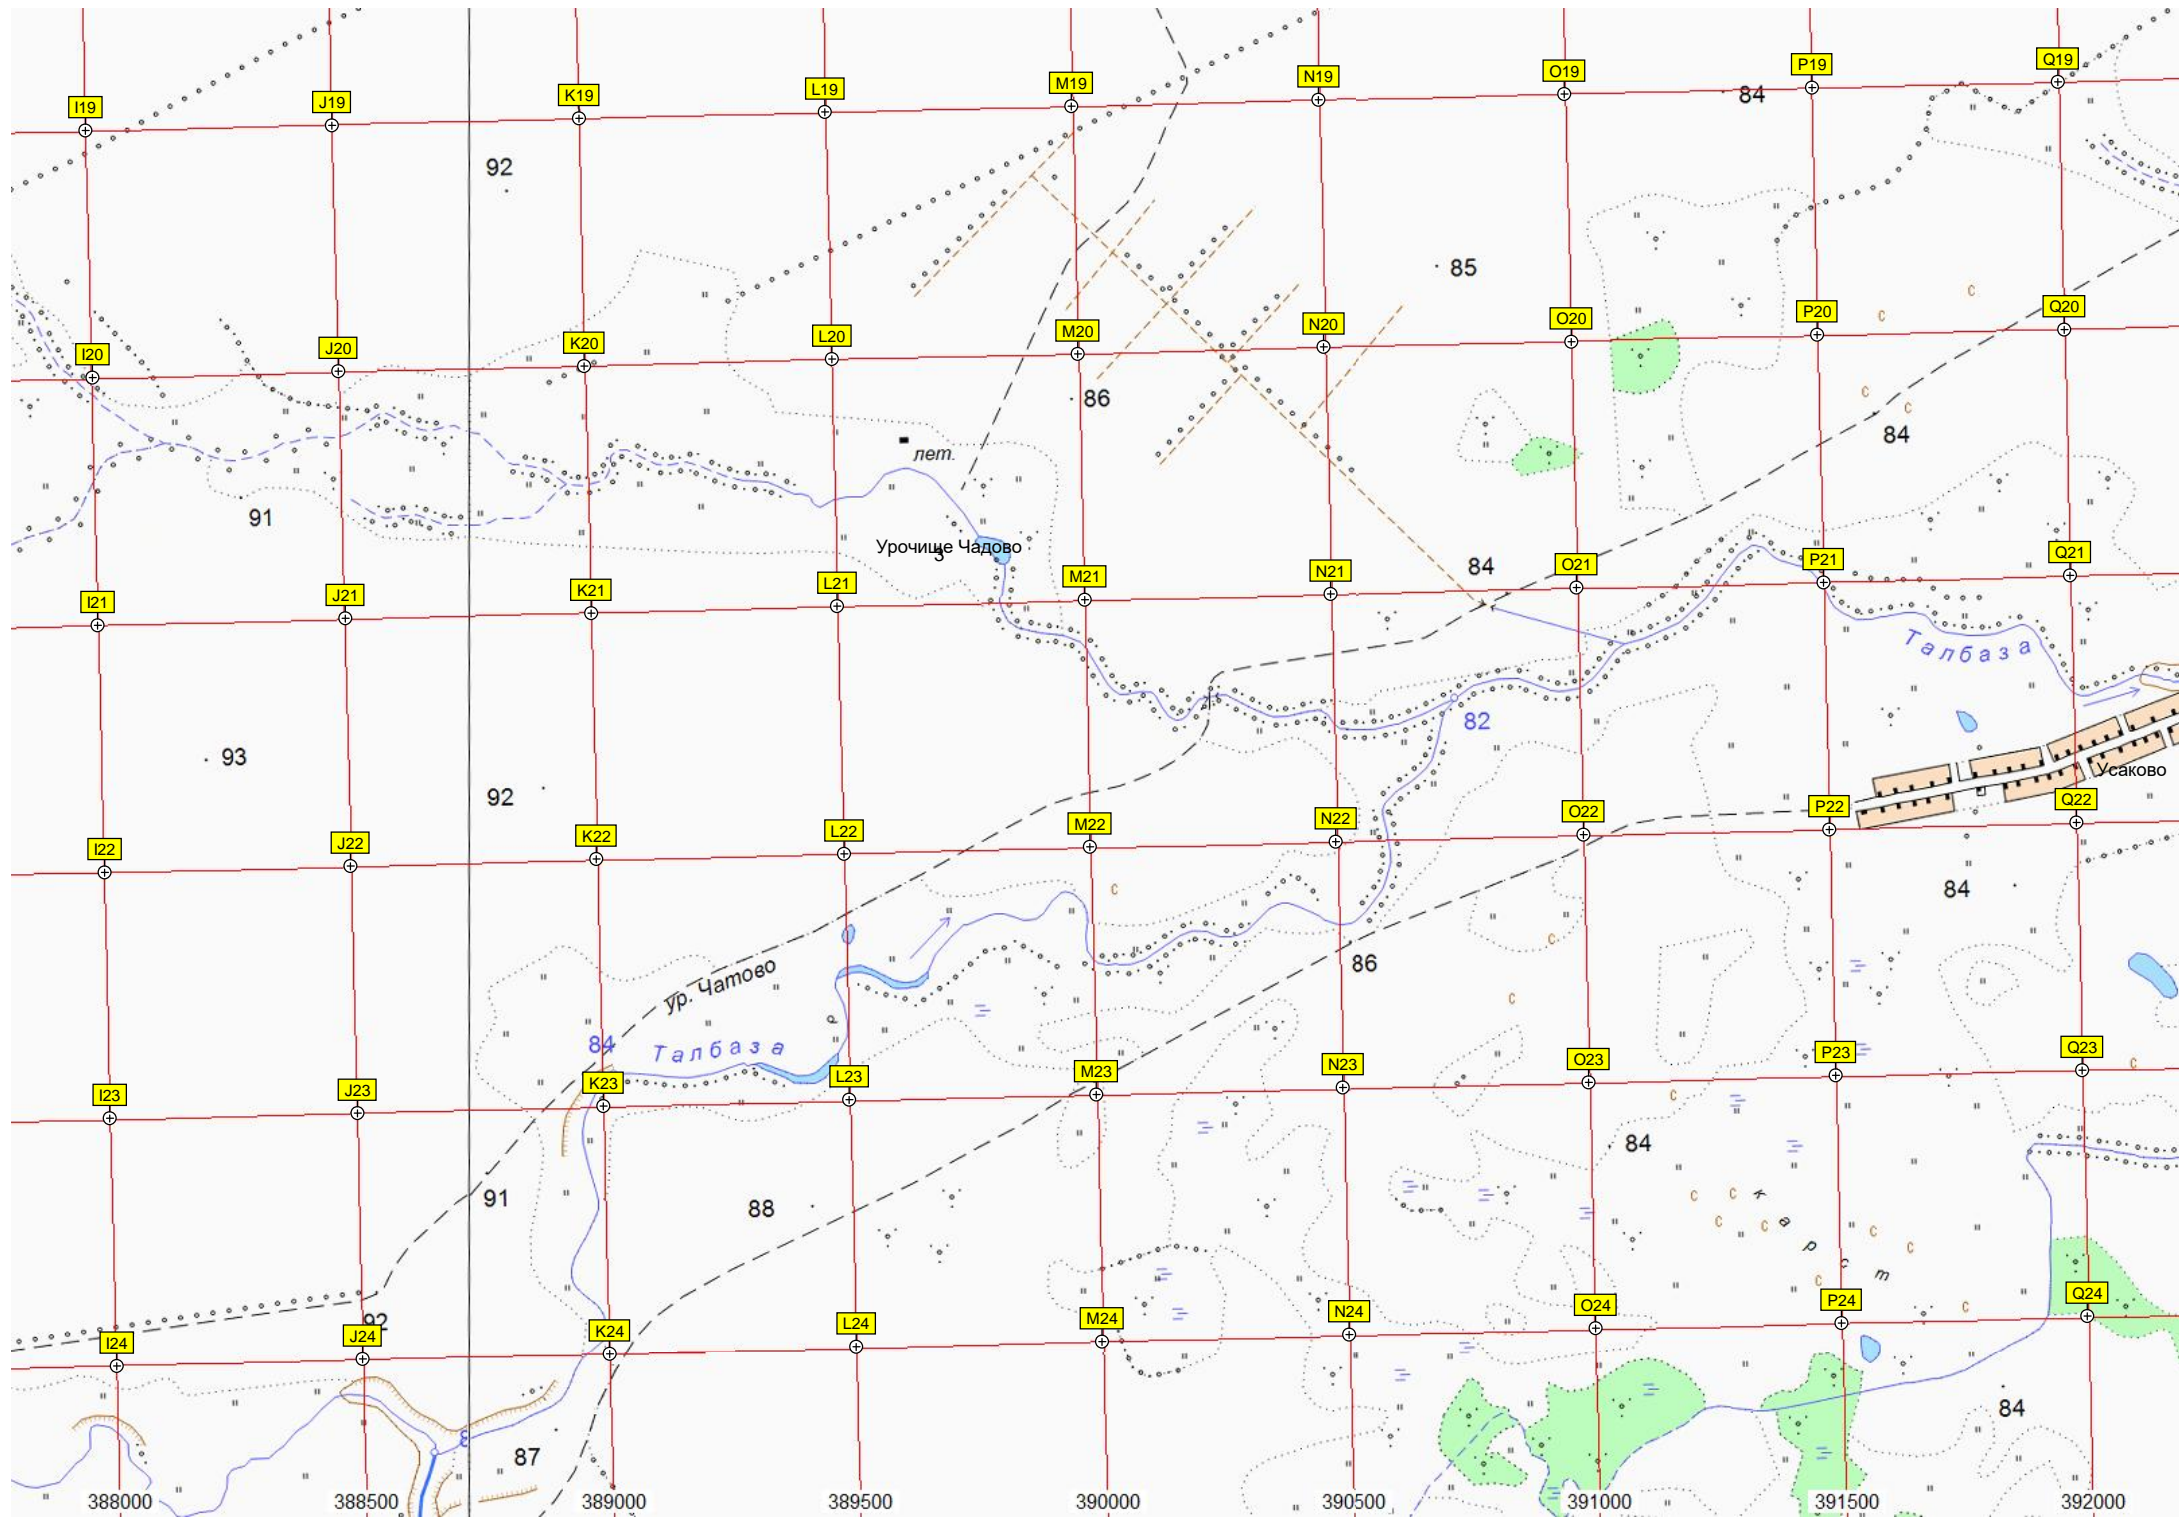 I19 J19 K19 L19 M19 N19 O19 P19 Q19
84
92
85
I20 J20 K20 L20 M20 N20 O20 P20 Q20
86
84
лет.
91
Урочище Чадово
3
84
I21 J21 K21 L21 M21 N21 O21 P21 Q21
Талбаза
82
93
92
Усаково
I22 J22 K22 L22 M22 N22 O22 P22 Q22
с
84
с
86
ур. Чатово
с
р
84
Талбаза
I23 J23 K23 L23 M23 N23 O23 P23 Q23
84
91
88
карст
92
I24 J24 K24 L24 M24 N24 O24 P24 Q24
84
87
388000 388500 389000 389500 390000 390500 391000 391500 392000